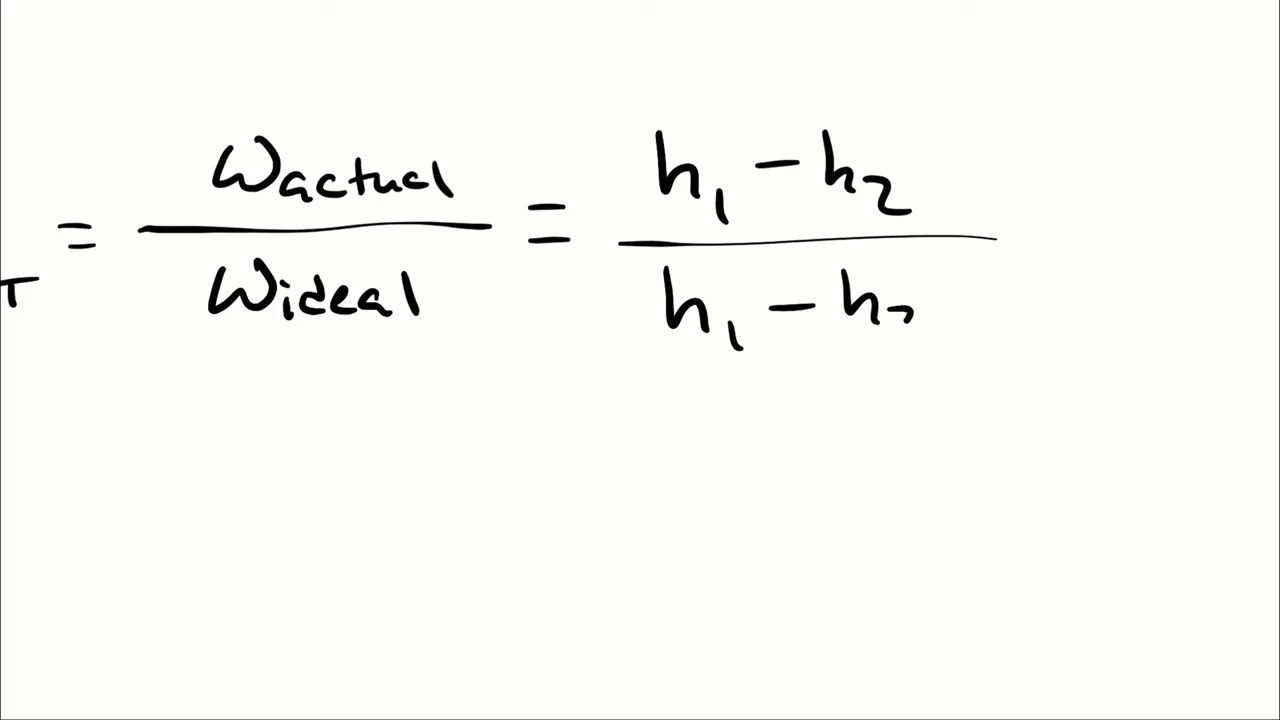 T = Wactual / Wideal = h₁ - h₂ / h₁ - h